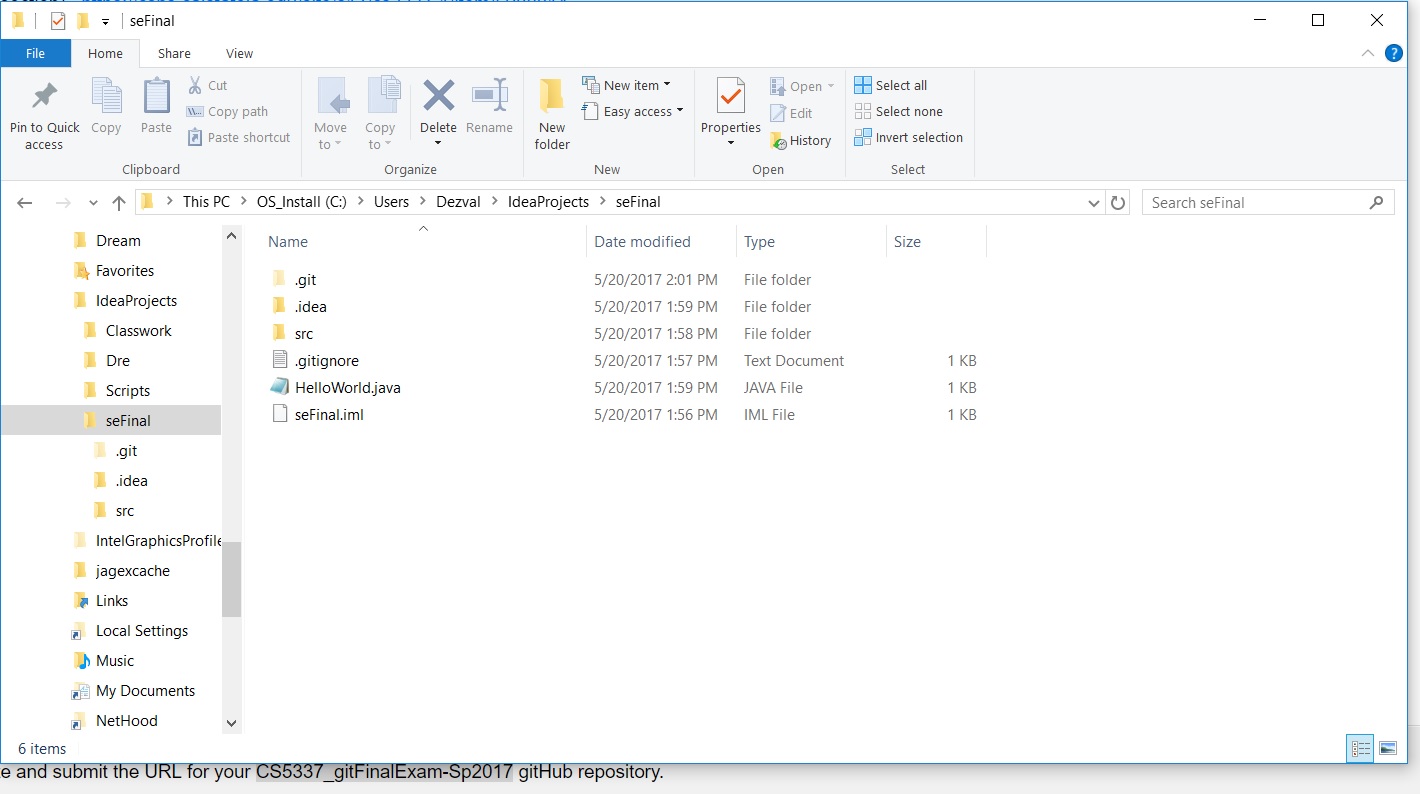 seFinal
File Home Share View
Pin to Quick access
Copy
Paste
Cut
Copy path
Paste shortcut
Clipboard
Move to
Copy to
Delete
Rename
Organize
New folder
New item
Easy access
New
Properties
Open
Edit
History
Open
Select all
Select none
Invert selection
Select
This PC > OS_Install (C:) > Users > Dezval > IdeaProjects > seFinal
Search seFinal
Dream
Favorites
IdeaProjects
Classwork
Dre
Scripts
seFinal
.git
.idea
src
IntelGraphicsProfile
jagexcache
Links
Local Settings
Music
My Documents
NetHood
Name Date modified Type Size
.git 5/20/2017 2:01 PM File folder
.idea 5/20/2017 1:59 PM File folder
src 5/20/2017 1:58 PM File folder
.gitignore 5/20/2017 1:57 PM Text Document 1 KB
HelloWorld.java 5/20/2017 1:59 PM JAVA File 1 KB
seFinal.iml 5/20/2017 1:56 PM IML File 1 KB
6 items
e and submit the URL for your CS5337_gitFinalExam-Sp2017 gitHub repository.